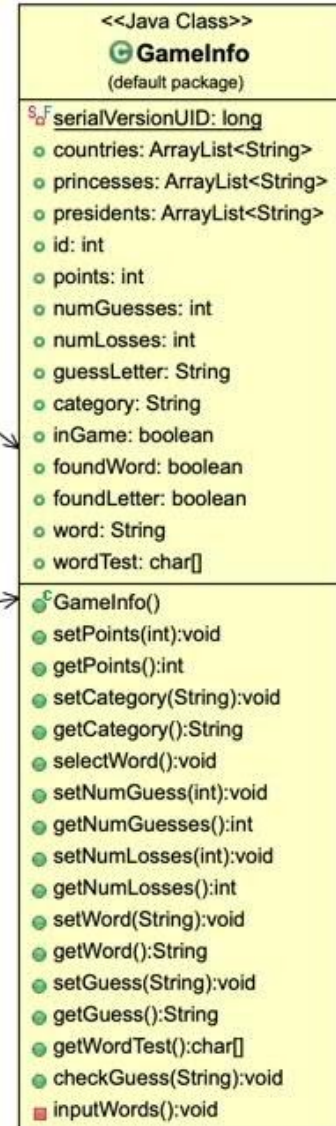 <<Java Class>>
GameInfo
(default package)
serialVersionUID: long
countries: ArrayList<String>
princesses: ArrayList<String>
presidents: ArrayList<String>
id: int
points: int
numGuesses: int
numLosses: int
guessLetter: String
category: String
inGame: boolean
foundWord: boolean
foundLetter: boolean
word: String
wordTest: char[]
GameInfo()
setPoints(int):void
getPoints():int
setCategory(String):void
getCategory():String
selectWord():void
setNumGuess(int):void
getNumGuesses():int
setNumLosses(int):void
getNumLosses():int
setWord(String):void
getWord():String
setGuess(String):void
getGuess():String
getWordTest():char[]
checkGuess(String):void
inputWords():void